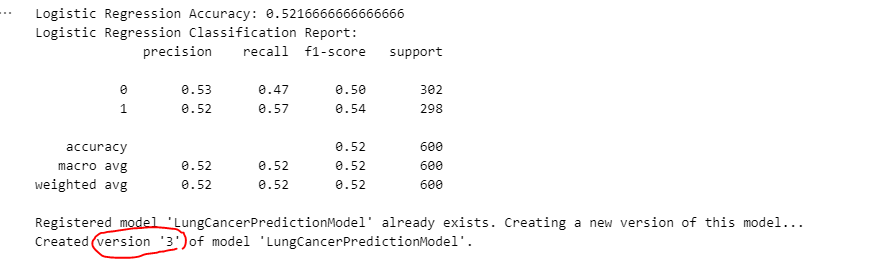 ... Logistic Regression Accuracy: 0.5216666666666666
Logistic Regression Classification Report:
precision recall f1-score support
0 0.53 0.47 0.50 302
1 0.52 0.57 0.54 298
accuracy 0.52 600
macro avg 0.52 0.52 0.52 600
weighted avg 0.52 0.52 0.52 600
Registered model 'LungCancerPredictionModel' already exists. Creating a new version of this model...
Created version '3' of model 'LungCancerPredictionModel'.